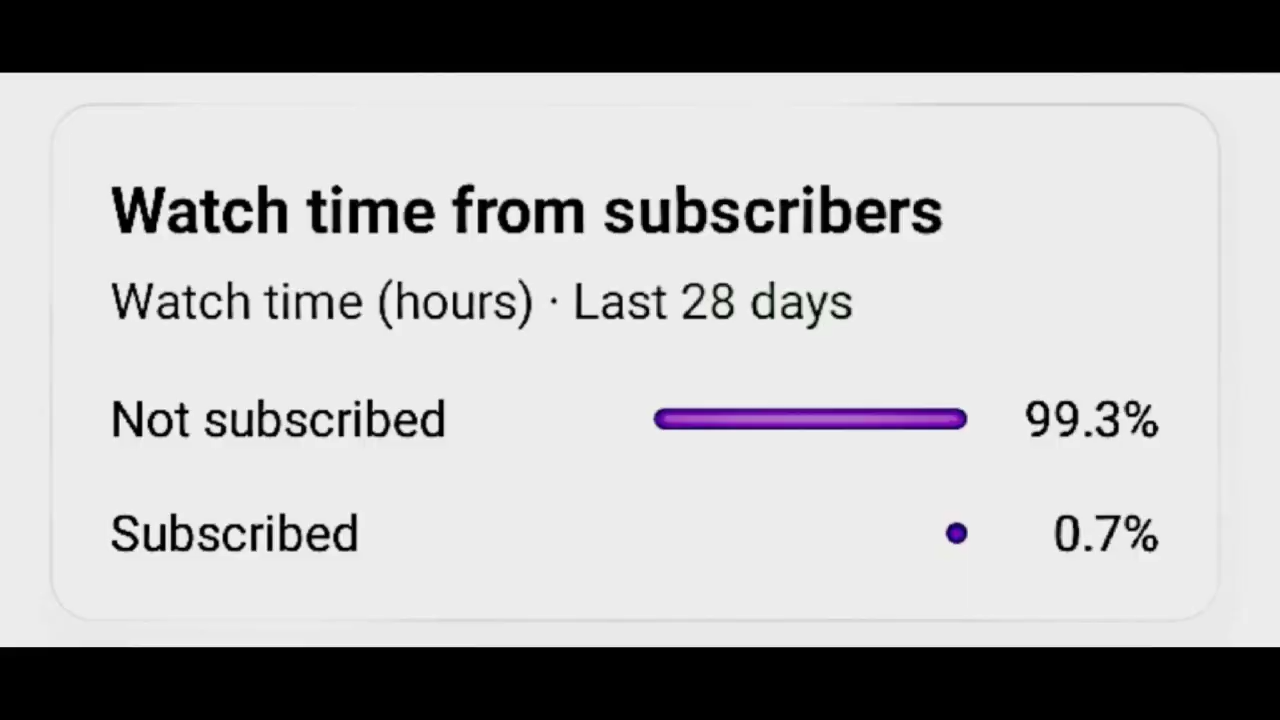 Watch time from subscribers
Watch time (hours) · Last 28 days
Not subscribed 99.3%
Subscribed 0.7%